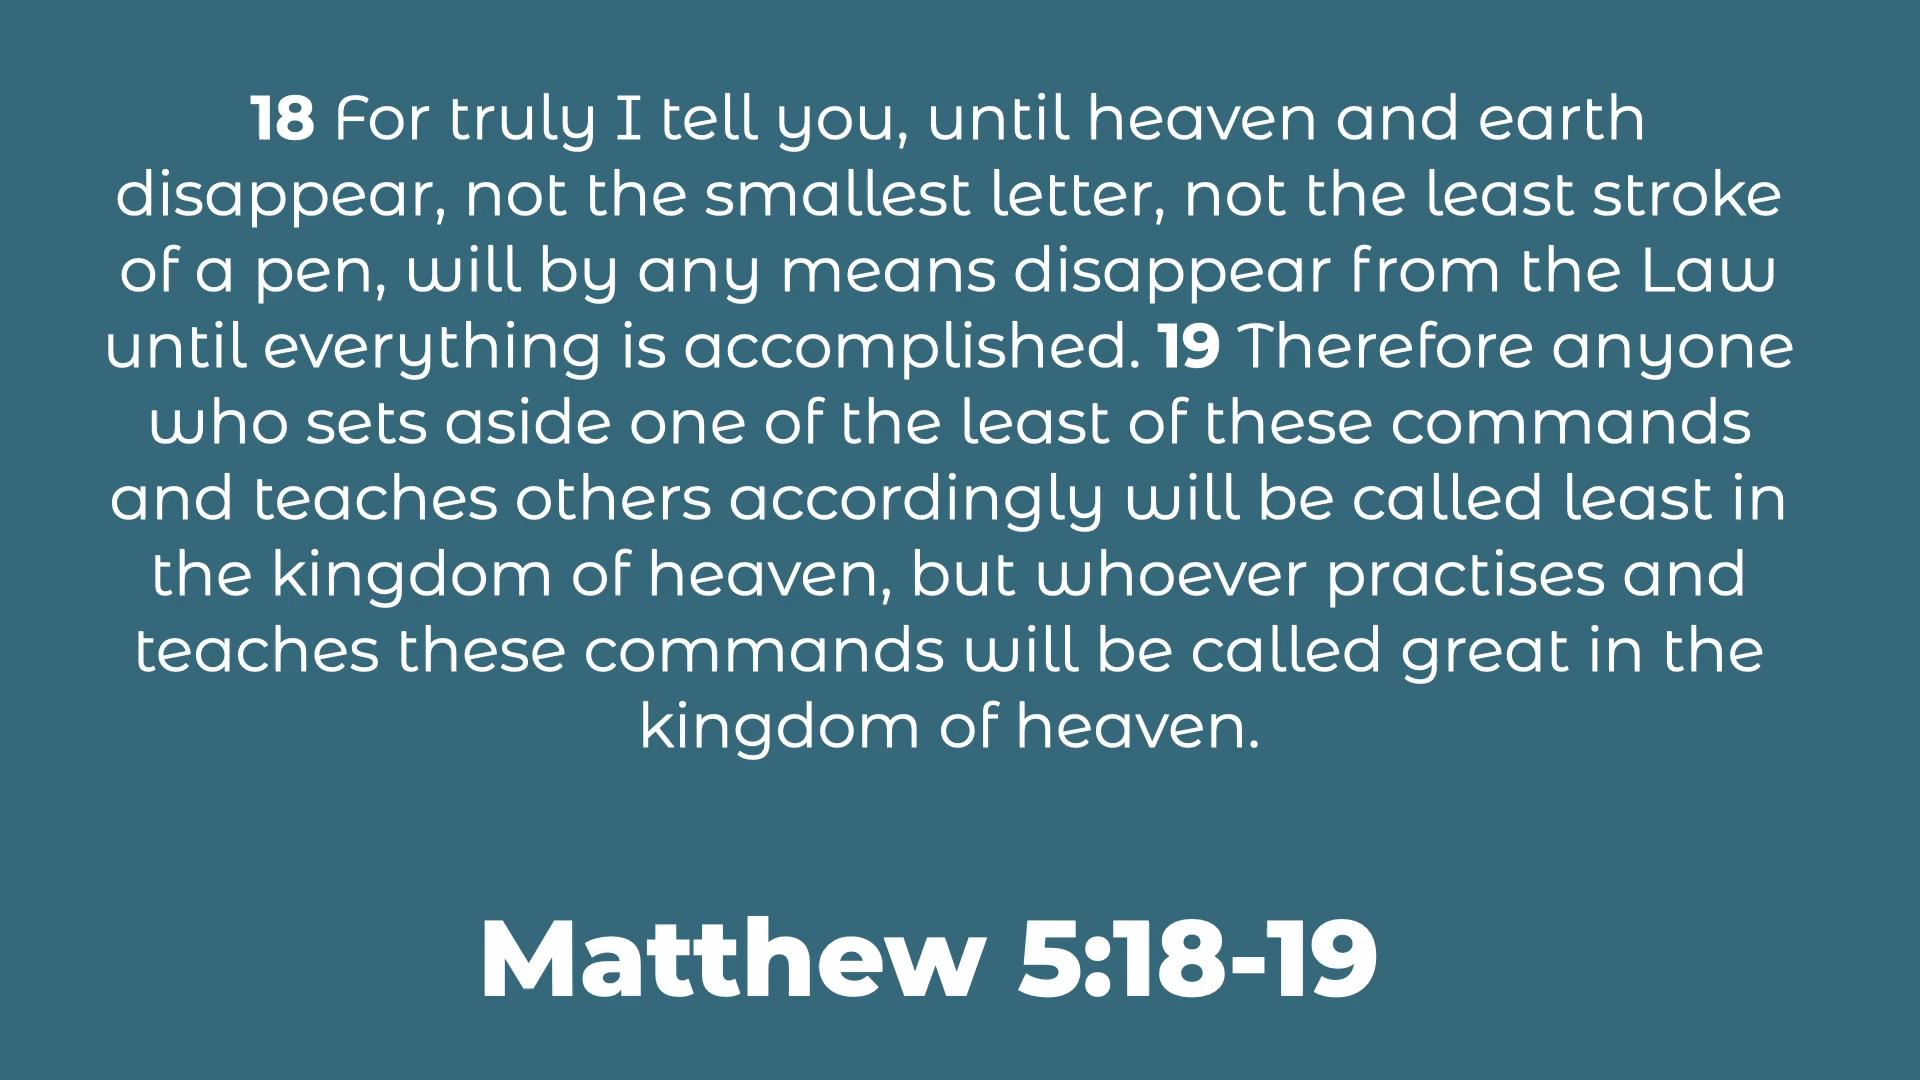 18 For truly I tell you, until heaven and earth
disappear, not the smallest letter, not the least stroke
of a pen, will by any means disappear from the Law
until everything is accomplished. 19 Therefore anyone
who sets aside one of the least of these commands
and teaches others accordingly will be called least in
the kingdom of heaven, but whoever practises and
teaches these commands will be called great in the
kingdom of heaven.
Matthew 5:18-19